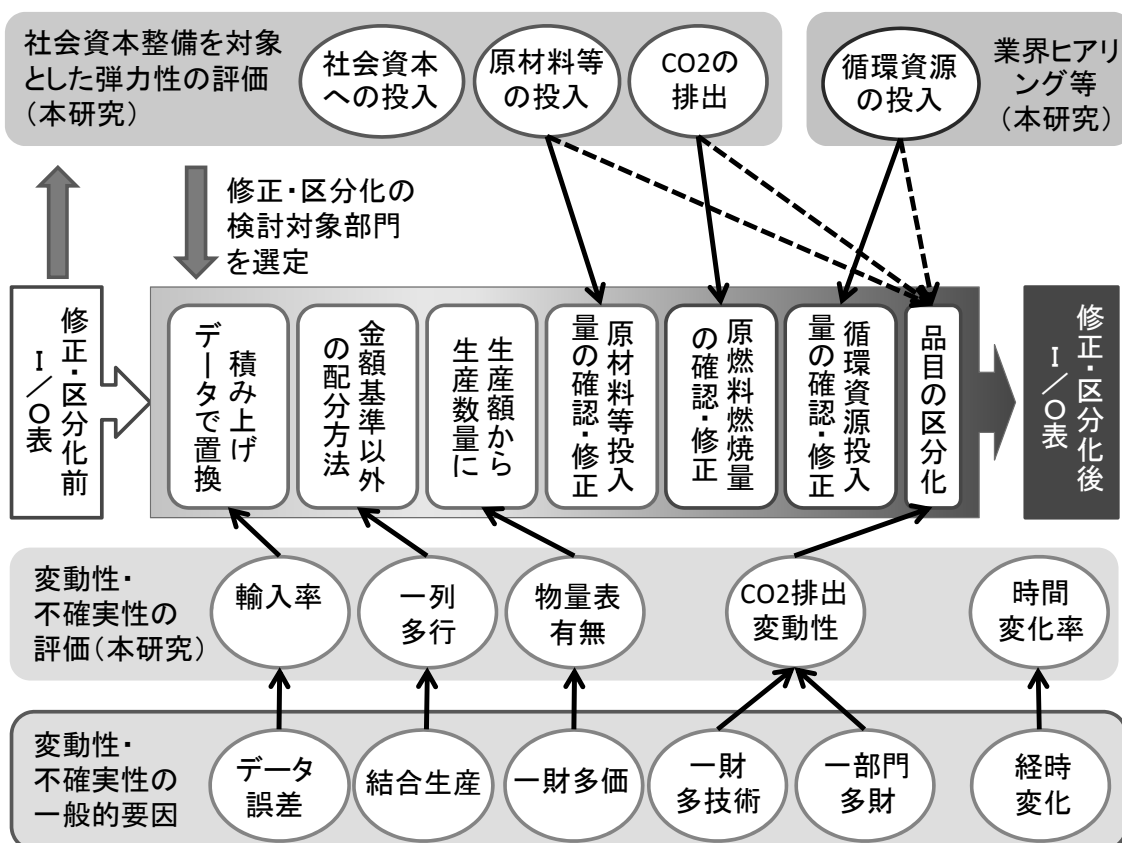 社会資本整備を対象
とした弾力性の評価
(本研究)
社会資本
への投入
原材料等
の投入
CO2の
排出
循環資源
の投入
業界ヒアリ
ング等
(本研究)
修正・区分化の
検討対象部門
を選定
修正・区分化前
I/O表
積み上げ
データで置換
金額基準以外
の配分方法
生産額から
生産数量に
原材料等投入
量の確認・修正
原燃料燃焼量
の確認・修正
循環資源投入
量の確認・修正
品目の区分化
修正・区分化後
I/O表
変動性・
不確実性の
評価(本研究)
輸入率
一列
多行
物量表
有無
CO2排出
変動性
時間
変化率
変動性・
不確実性の
一般的要因
データ
誤差
結合生産
一財多価
一財
多技術
一部門
多財
経時
変化